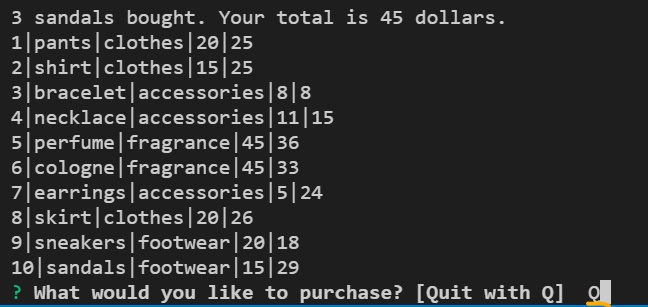 3 sandals bought. Your total is 45 dollars.
1|pants|clothes|20|25
2|shirt|clothes|15|25
3|bracelet|accessories|8|8
4|necklace|accessories|11|15
5|perfume|fragrance|45|36
6|cologne|fragrance|45|33
7|earrings|accessories|5|24
8|skirt|clothes|20|26
9|sneakers|footwear|20|18
10|sandals|footwear|15|29
? What would you like to purchase? [Quit with Q]  Q